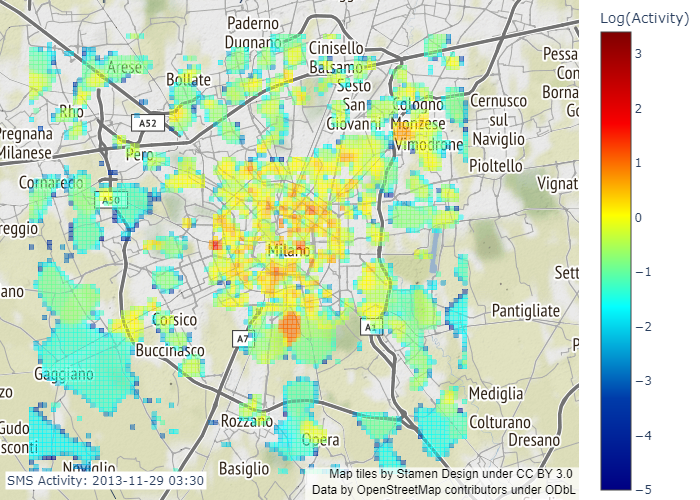 Log(Activity)
3
2
1
0
−1
−2
−3
−4
−5
Paderno
Dugnano
Cinisello
Balsamo
Sesto
San
Giovanni
Arese
Bollate
Rho
A52
Pregnana
Milanese
Pero
Cologno
Monzese
Vimodrone
Cernusco
sul
Naviglio
Pioltello
Pessa
Con
Borna
Go
Vignat
Cornaredo
A50
reggio
Milano
Sett
ano
Corsico
Buccinasco
A7
A1
Pantigliate
P
Gaggiano
zo
Mediglia
Colturano
Dresano
Rozzano
Opera
Gudo
sconti
Noviglio
Basiglio
SMS Activity: 2013-11-29 03:30
Map tiles by Stamen Design under CC BY 3.0
Data by OpenStreetMap contributors under ODbL